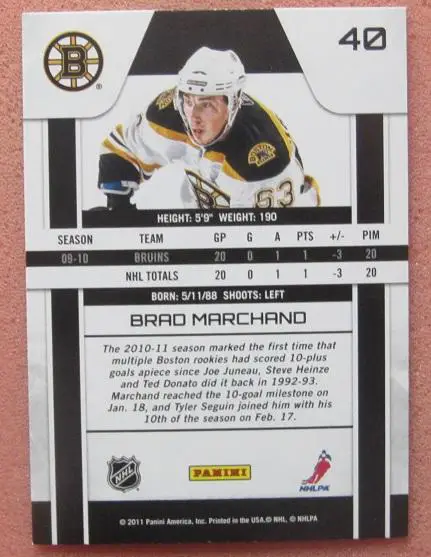 40
B
®
63
HEIGHT: 5'9" WEIGHT: 190
SEASON TEAM GP G A PTS +/- PIM
09-10 BRUINS 20 0 1 1 -3 20
NHL TOTALS 20 0 1 1 -3 20
BORN: 5/11/88 SHOOTS: LEFT
BRAD MARCHAND
The 2010-11 season marked the first time that
multiple Boston rookies had scored 10-plus
goals apiece since Joe Juneau, Steve Heinze
and Ted Donato did it back in 1992-93.
Marchand reached the 10-goal milestone on
Jan. 18, and Tyler Seguin joined him with his
10th of the season on Feb. 17.
NHL
PANINI
NHLPA
© 2011 Panini America, Inc. Printed in the USA.© NHL, © NHLPA